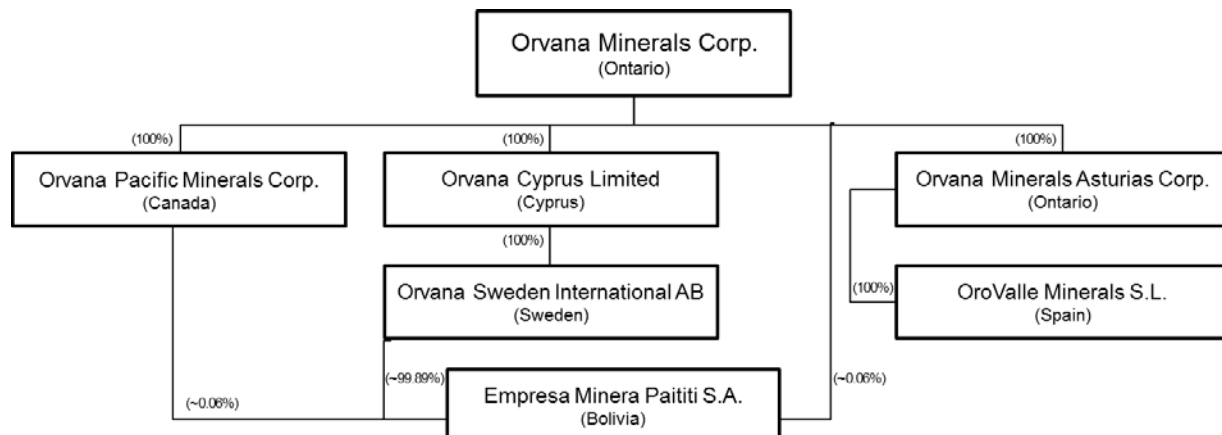 Orvana Minerals Corp.
(Ontario)
(100%)
(100%)
(100%)
Orvana Pacific Minerals Corp.
(Canada)
Orvana Cyprus Limited
(Cyprus)
Orvana Minerals Asturias Corp.
(Ontario)
(100%)
Orvana Sweden International AB
(Sweden)
(100%)
OroValle Minerals S.L.
(Spain)
(~0.06%)
(~99.89%)
Empresa Minera Paititi S.A.
(Bolivia)
(~0.06%)